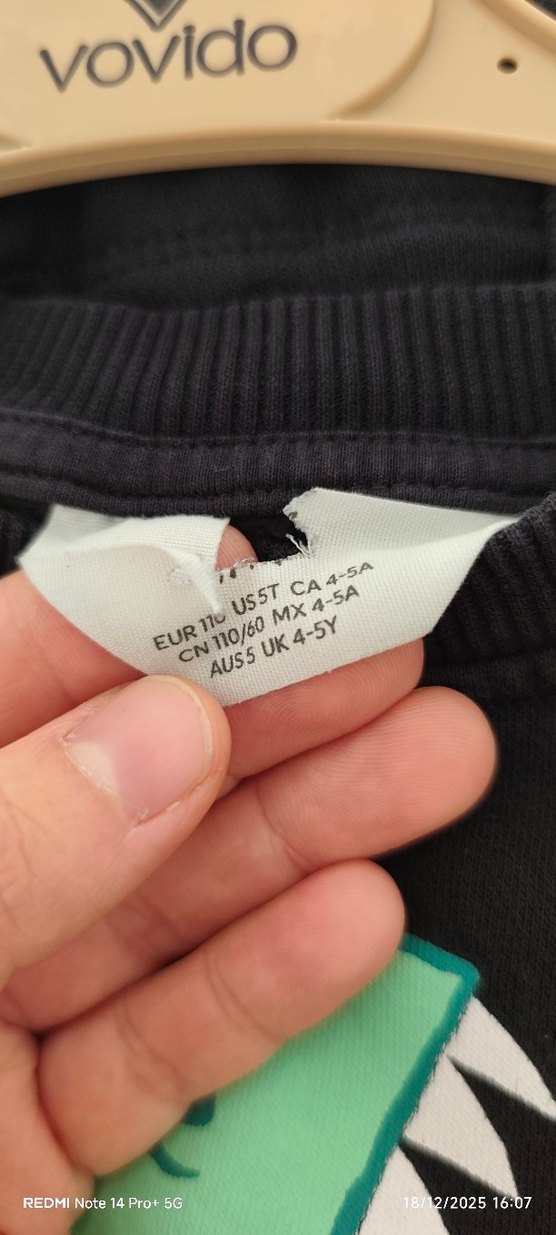 vovido
EUR 110 US5T CA 4-5A
CN 110/60 MX 4-5A
AUS5 UK 4-5Y
REDMI Note 14 Pro+ 5G
18/12/2025 16:07